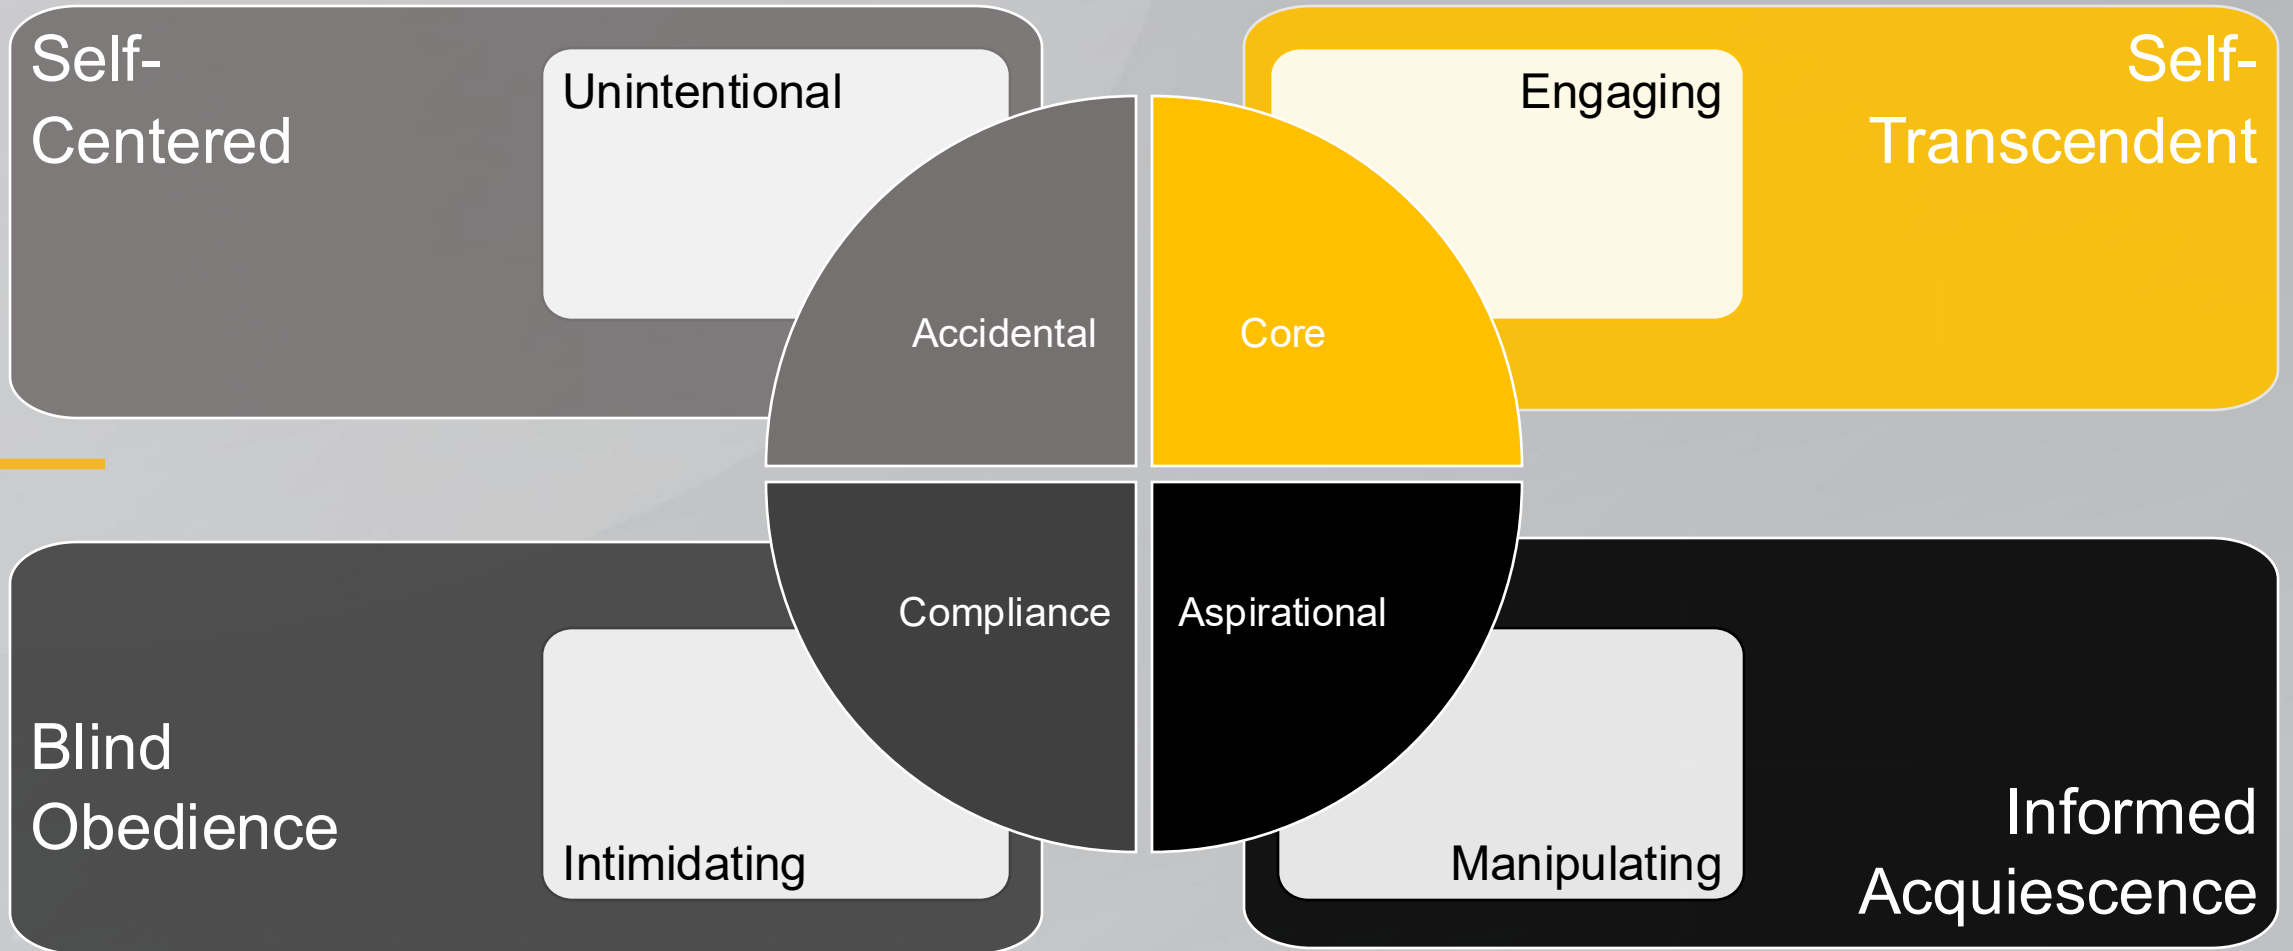 Self-
Centered
Unintentional
Accidental
Engaging
Self-
Transcendent
Core
Compliance
Blind
Obedience
Intimidating
Aspirational
Manipulating
Informed
Acquiescence